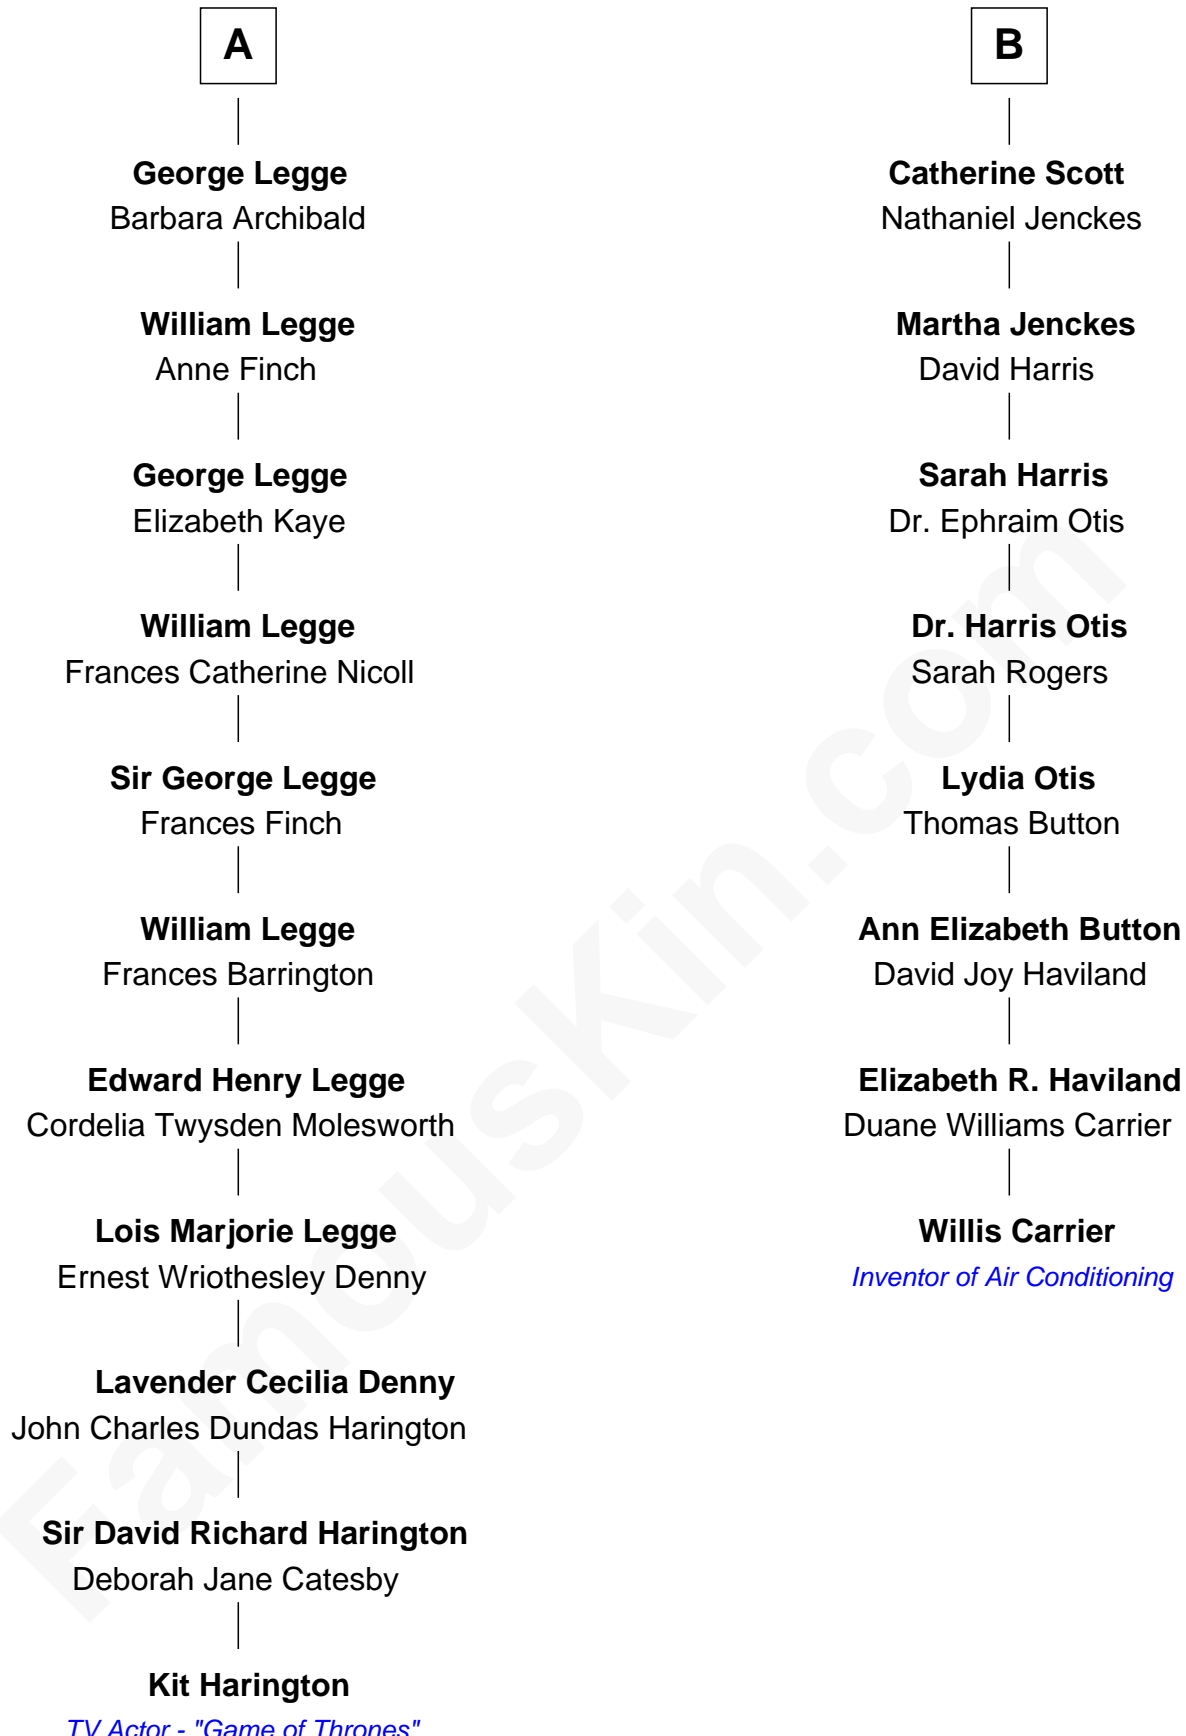 A
George Legge
Barbara Archibald
William Legge
Anne Finch
George Legge
Elizabeth Kaye
William Legge
Frances Catherine Nicoll
Sir George Legge
Frances Finch
William Legge
Frances Barrington
Edward Henry Legge
Cordelia Twysden Molesworth
Lois Marjorie Legge
Ernest Wriothesley Denny
Lavender Cecilia Denny
John Charles Dundas Harington
Sir David Richard Harington
Deborah Jane Catesby
Kit Harington
TV Actor - "Game of Thrones"
B
Catherine Scott
Nathaniel Jenckes
Martha Jenckes
David Harris
Sarah Harris
Dr. Ephraim Otis
Dr. Harris Otis
Sarah Rogers
Lydia Otis
Thomas Button
Ann Elizabeth Button
David Joy Haviland
Elizabeth R. Haviland
Duane Williams Carrier
Willis Carrier
Inventor of Air Conditioning
FamousKin.com